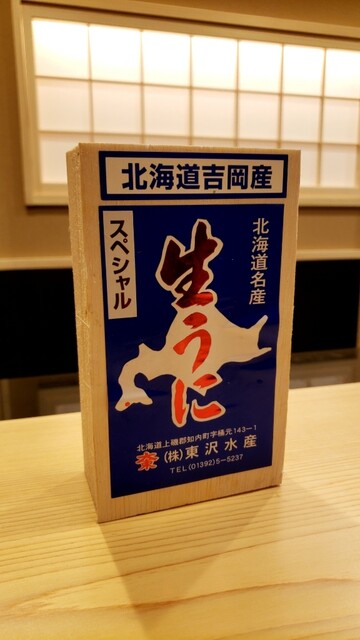 北海道吉岡産
スペシャル
北海道名産
生うに
北海道上磯郡知内町字橋元143-1
(株)東沢水産
TEL(01392)5-5237